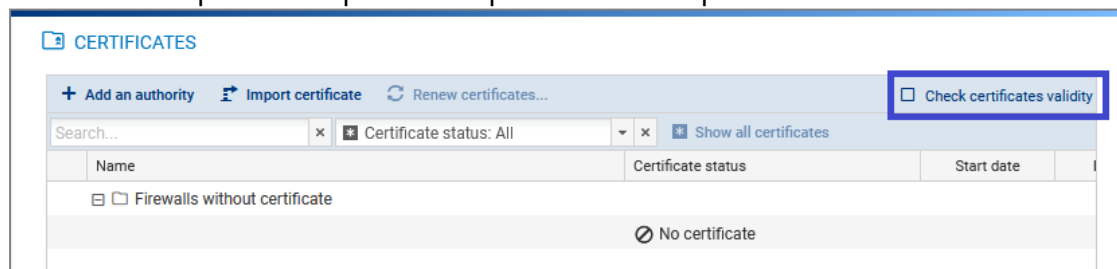 CERTIFICATES
+ Add an authority Import certificate Renew certificates... Check certificates validity
Search... Certificate status: All Show all certificates
Name Certificate status Start date
Firewalls without certificate
No certificate